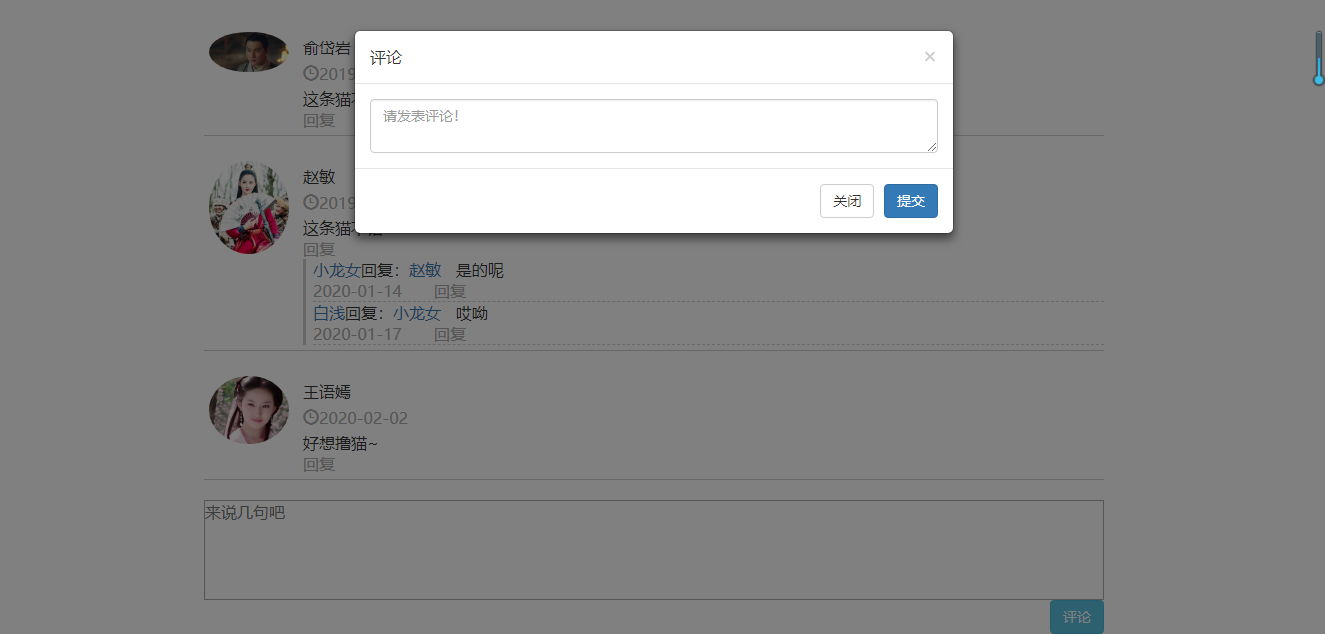 评论
×
请发表评论！
关闭
提交
俞岱岩
2019
这条猫
回复
赵敏
2019
这条猫
回复
小龙女回复：赵敏 是的呢
2020-01-14 回复
白浅回复：小龙女 哎呦
2020-01-17 回复
王语嫣
2020-02-02
好想撸猫~
回复
来说几句吧
评论